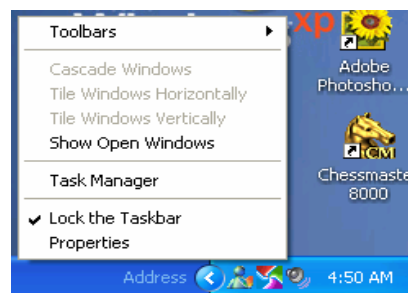 Toolbars
xp
Cascade Windows
Tile Windows Horizontally
Tile Windows Vertically
Show Open Windows
Task Manager
Lock the Taskbar
Properties
Adobe
Photosho...
CM
Chessmaste
8000
Address
4:50 AM